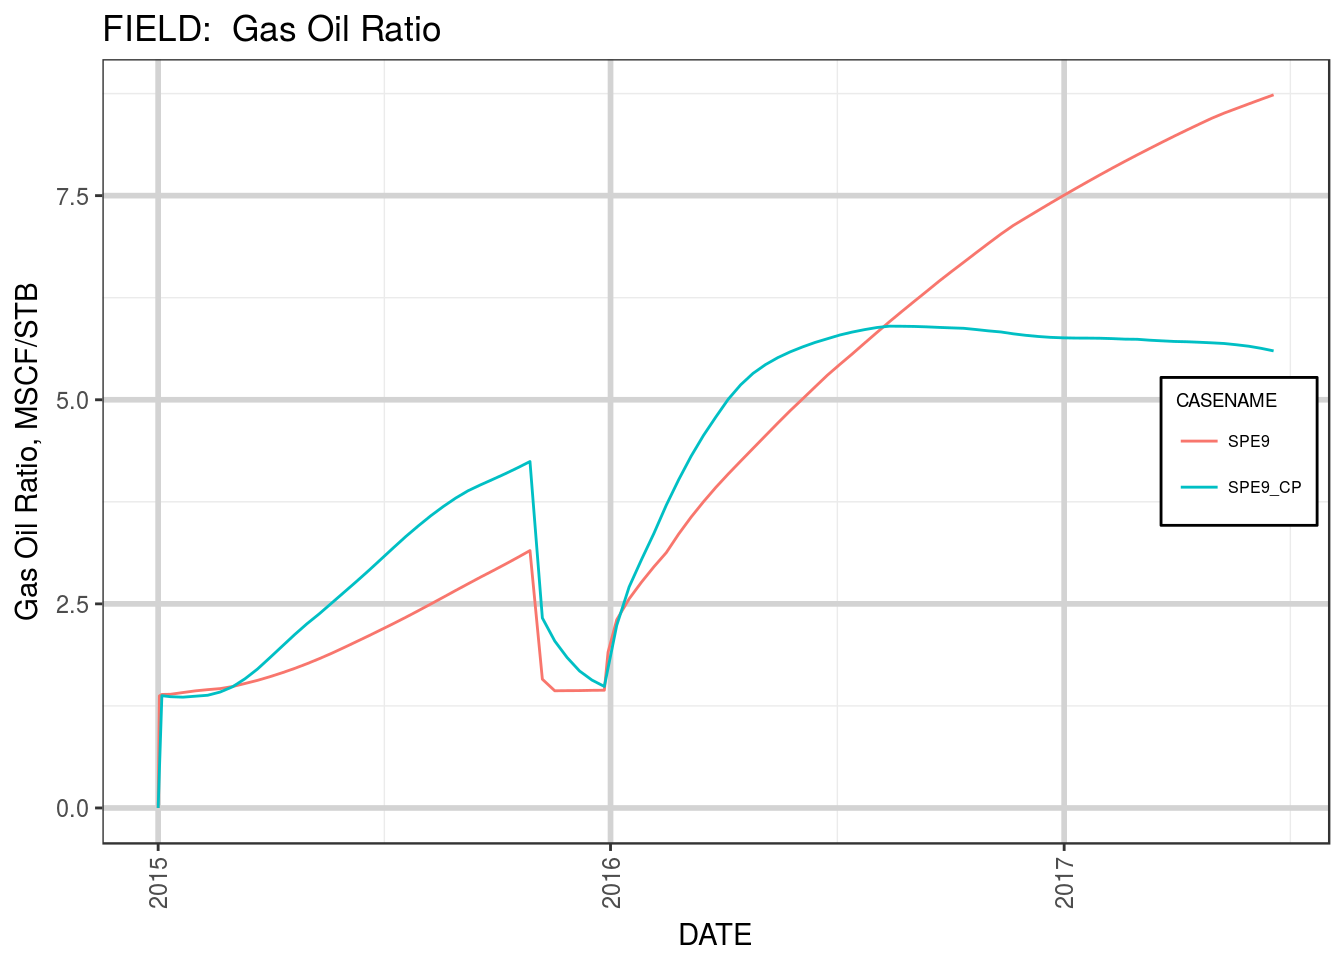 FIELD:  Gas Oil Ratio
Gas Oil Ratio, MSCF/STB
7.5
5.0
2.5
0.0
2015
2016
2017
DATE
CASENAME
SPE9
SPE9_CP